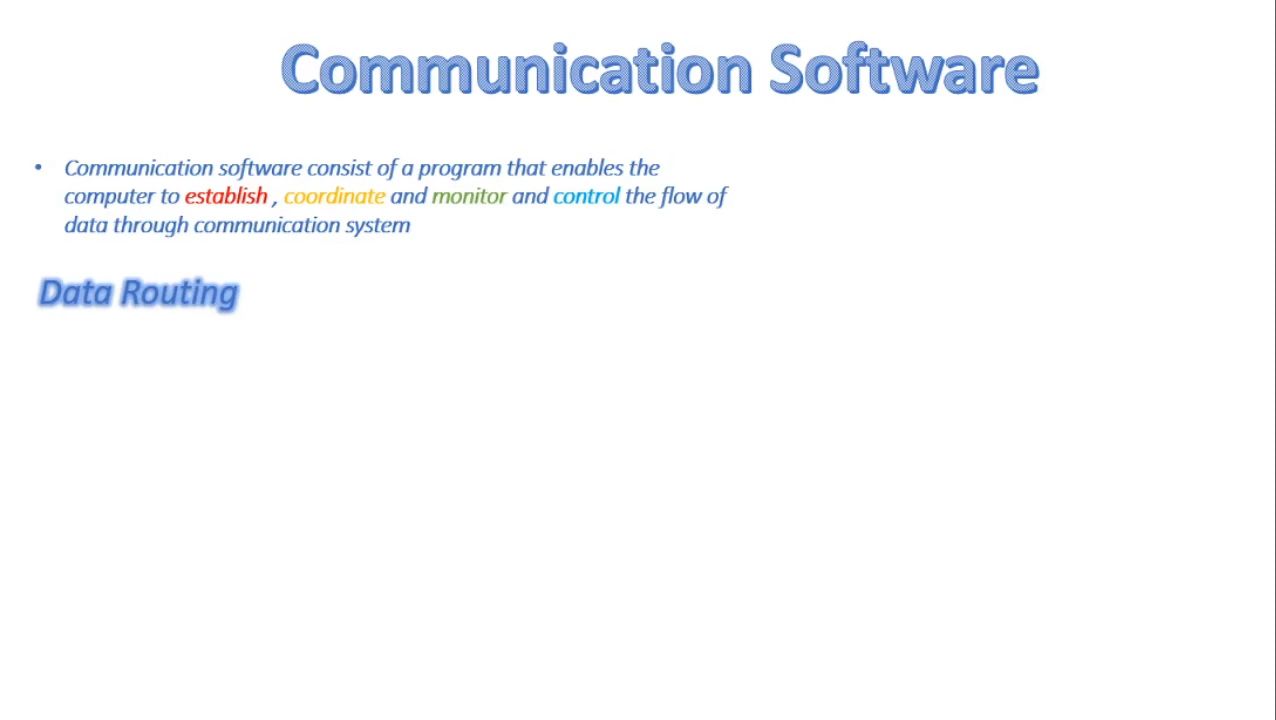 Communication Software
• Communication software consist of a program that enables the
computer to establish , coordinate and monitor and control the flow of
data through communication system
Data Routing